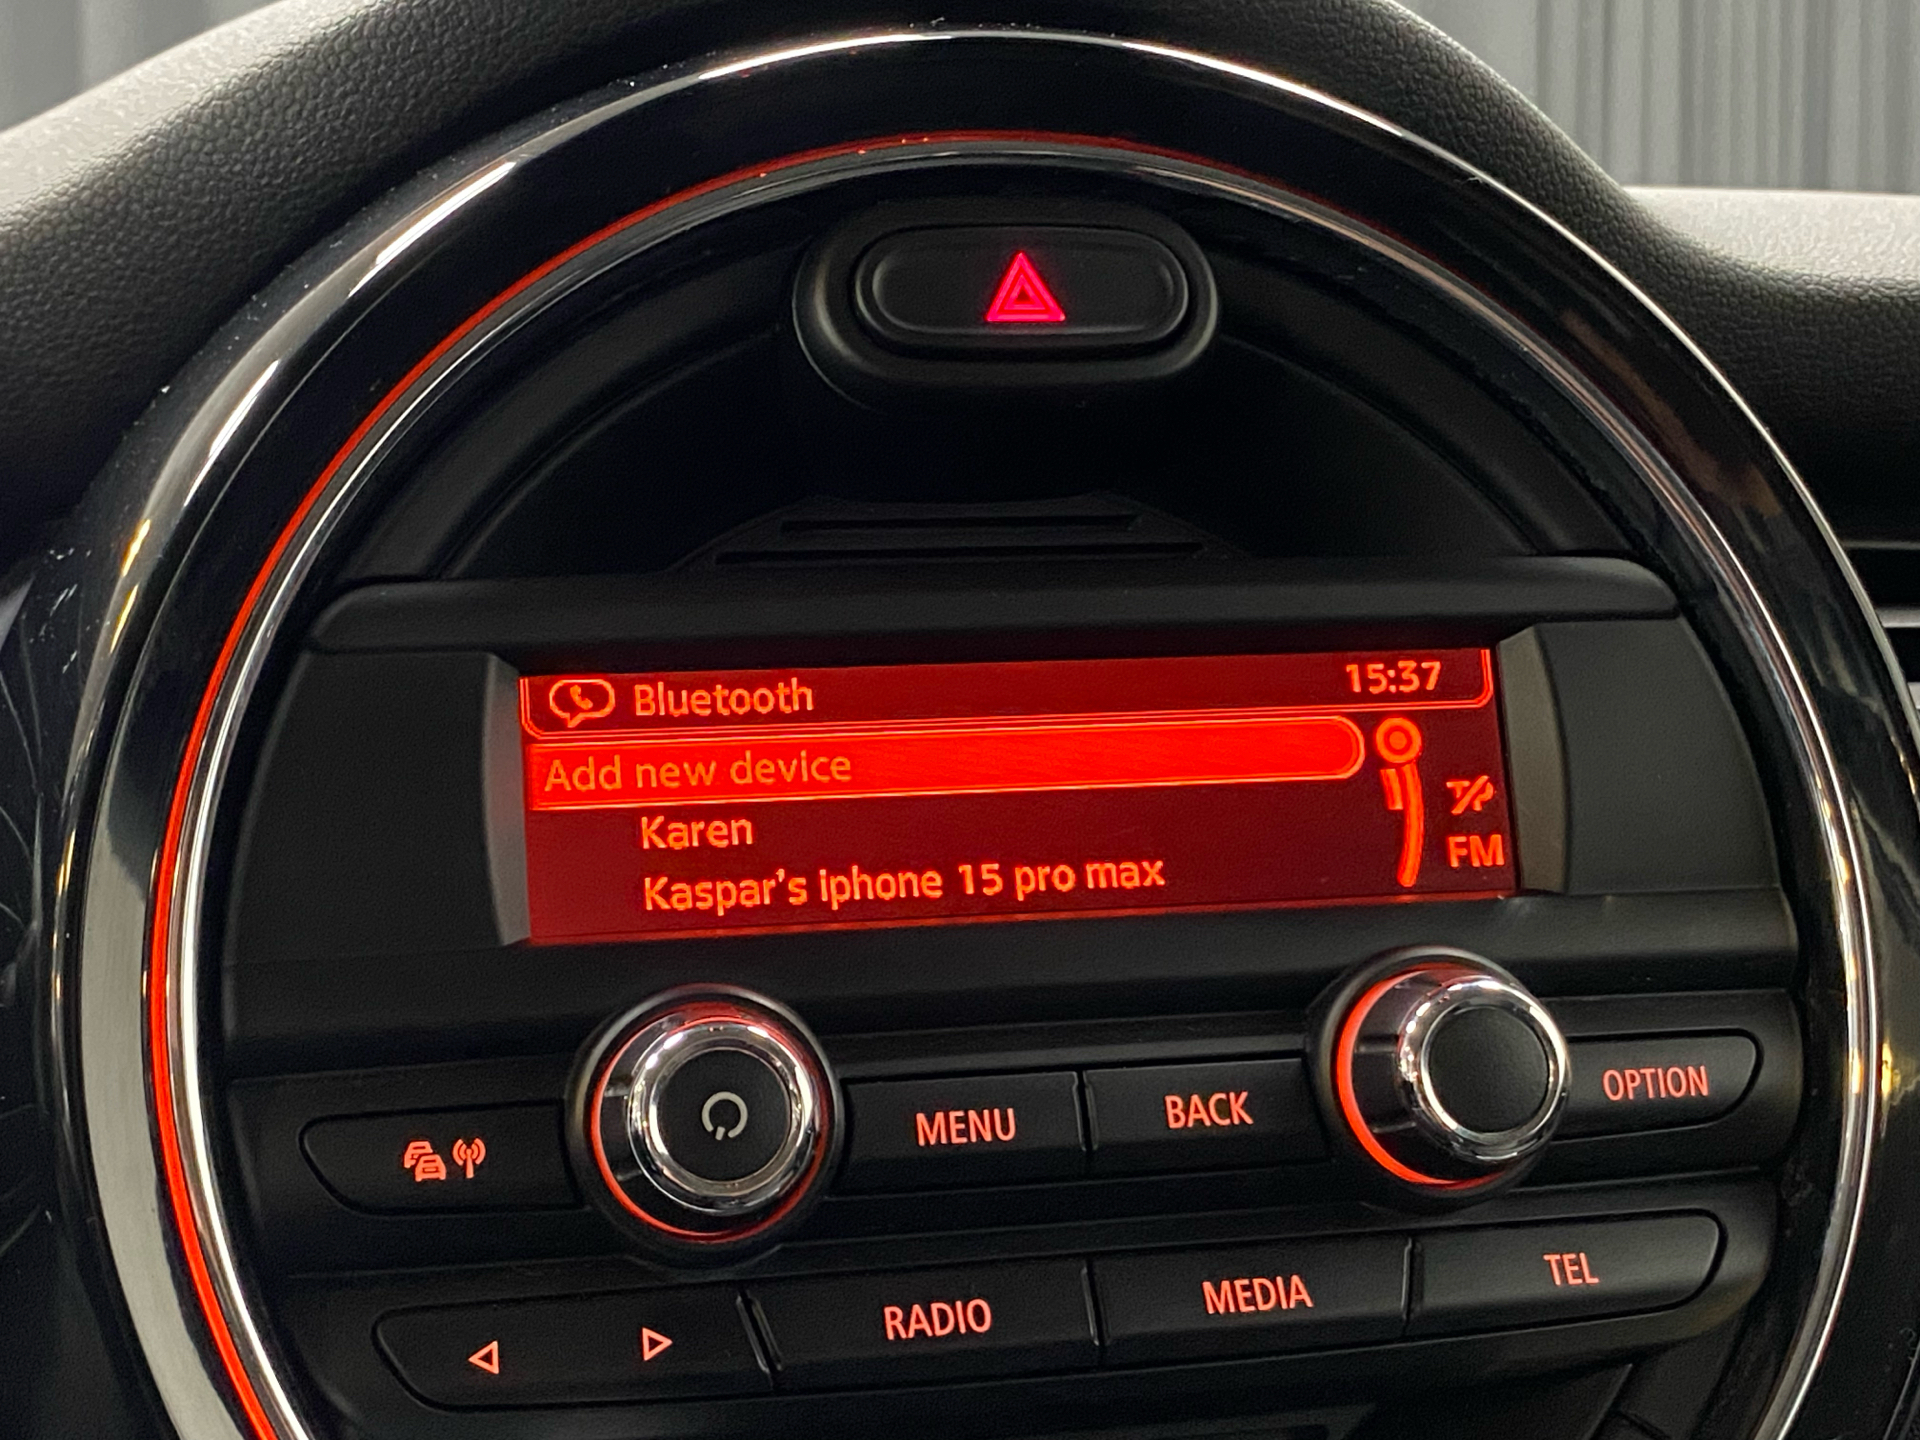 Bluetooth 15:37
Add new device
Karen
Kaspar's iphone 15 pro max
TP
FM
MENU BACK OPTION
RADIO MEDIA TEL